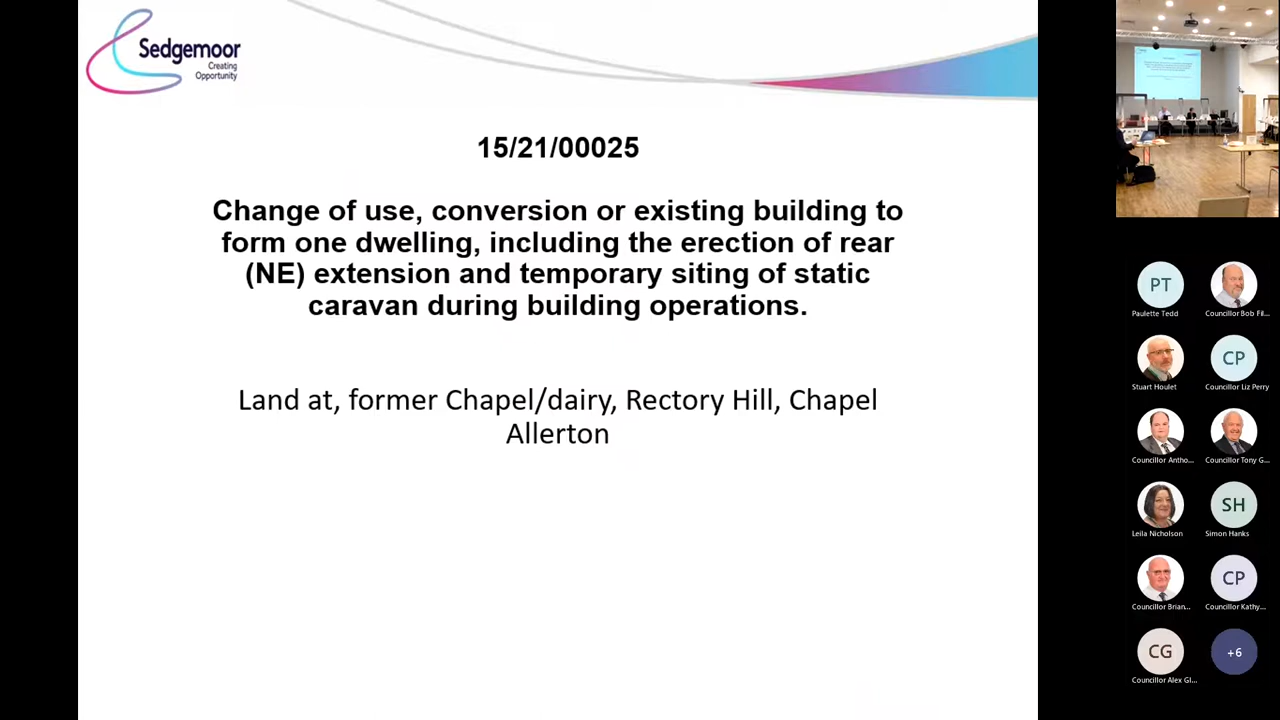 Sedgemoor
Creating
Opportunity
15/21/00025
Change of use, conversion or existing building to
form one dwelling, including the erection of rear
(NE) extension and temporary siting of static
caravan during building operations.
Land at, former Chapel/dairy, Rectory Hill, Chapel
Allerton
PT
Paulette Tedd
Councillor Bob Fil...
Stuart Houlet
CP
Councillor Liz Perry
Councillor Antho...
Councillor Tony G...
Leila Nicholson
SH
Simon Hanks
Councillor Brian...
CP
Councillor Kathy...
CG
Councillor Alex Gl...
+6